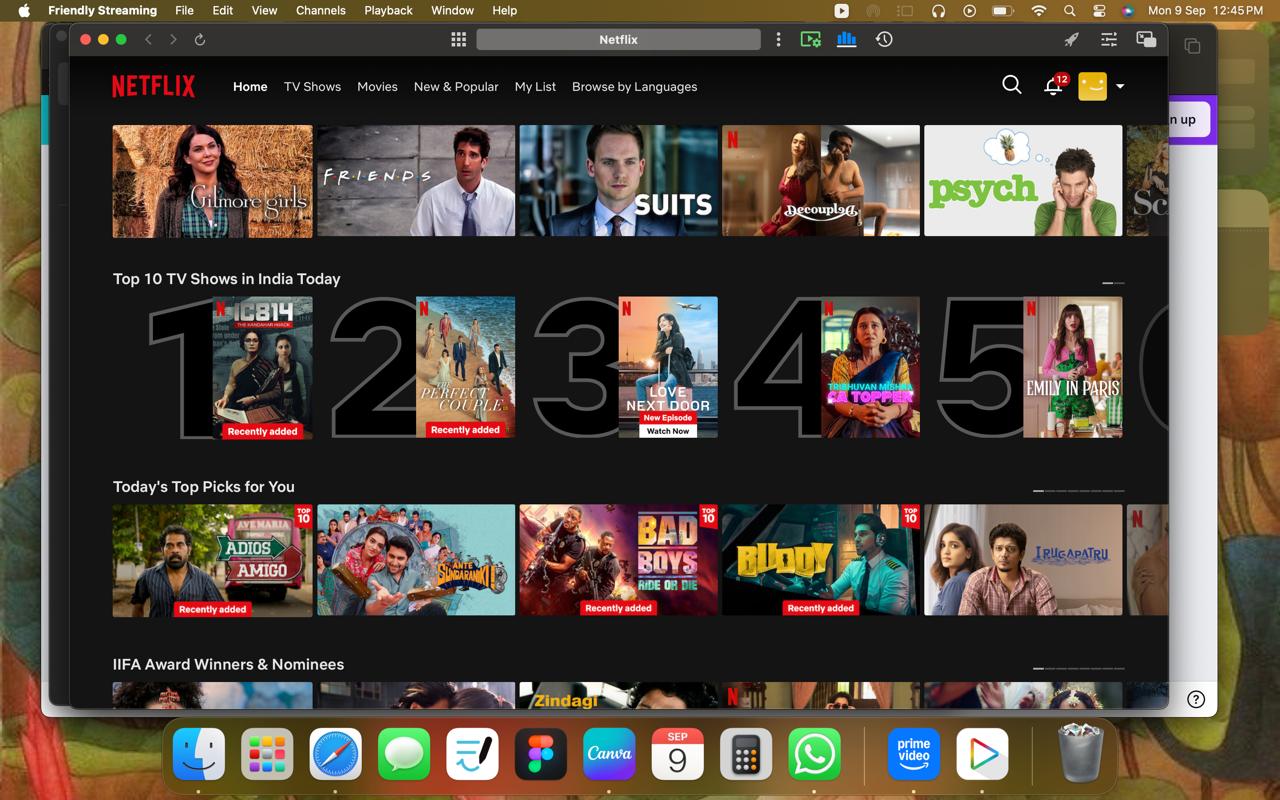 Friendly Streaming File Edit View Channels Playback Window Help Mon 9 Sep 12:45 PM
Netflix
n up
NETFLIX Home TV Shows Movies New & Popular My List Browse by Languages 12
Gilmore girls
FRIENDS
SUITS
Decoupled
psych
Sc
Top 10 TV Shows in India Today
1 IC814
THE KANDAHAR HIJACK
Recently added
2 THE PERFECT COUPLE
Recently added
3 LOVE
NEXT DOOR
New Episode
Watch Now
4 TRIBHUVAN MISHRA
CA TOPPER
5 EMILY IN PARIS
Today's Top Picks for You
AVE MARIA
ADIOS
AMIGO
TOP
10
Recently added
ANTE
SUNDARANIKI!
BAD
BOYS
RIDE OR DIE
TOP
10
Recently added
BUDDY
TOP
10
Recently added
IRUGAPATRU
IIFA Award Winners & Nominees
Zindagi
SEP
9
Canva
prime
video